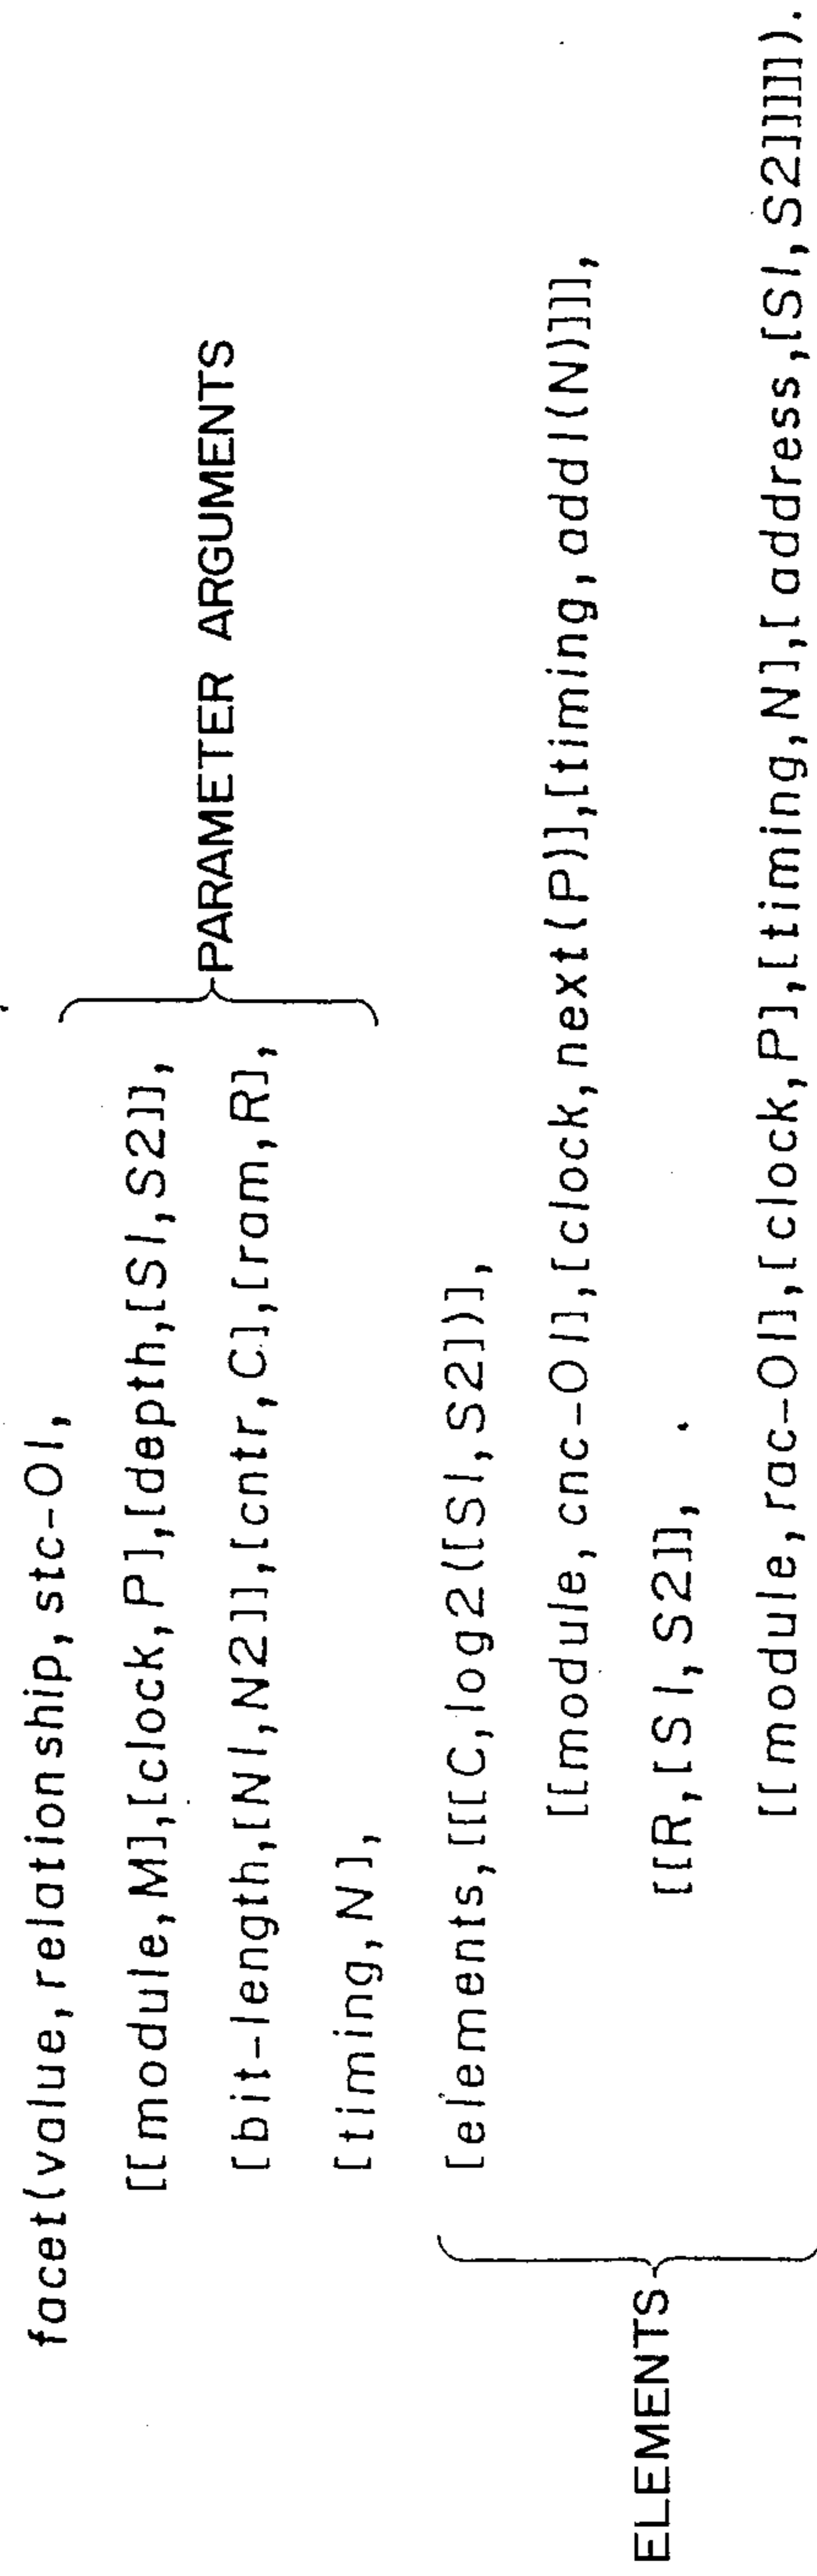 facet(value,relationship,stc-01,
[[module,M],[clock,P],[depth,[S1,S2]],
[bit-length,[N1,N2]],[cntr,C],[ram,R],
[timing,N],
PARAMETER ARGUMENTS
[elements,[[[C,log2([S1,S2])],
[[module,cnc-01],[clock,next(P)],[timing,add1(N)]]],
[[R,[S1,S2]],
[[module,rac-01],[clock,P],[timing,N],[address,[S1,S2]]]]]).
ELEMENTS